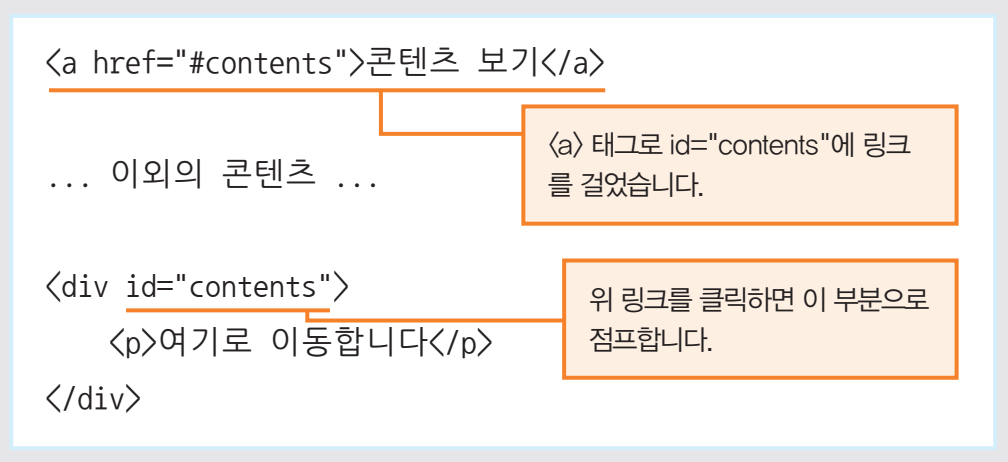 <a href="#contents">콘텐츠 보기</a>
<a> 태그로 id="contents"에 링크
를 걸었습니다.
... 이외의 콘텐츠 ...
<div id="contents">
위 링크를 클릭하면 이 부분으로
점프합니다.
<p>여기로 이동합니다</p>
</div>